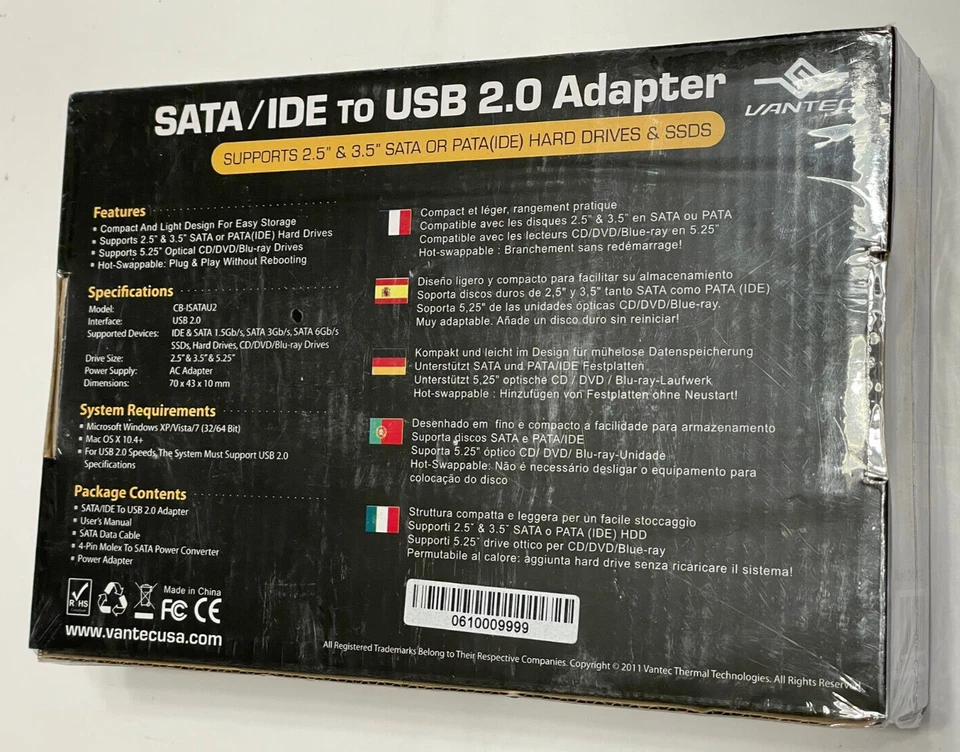 SATA/IDE TO USB 2.0 Adapter
VANTEC
SUPPORTS 2.5" & 3.5" SATA OR PATA(IDE) HARD DRIVES & SSDS
Features
▪ Compact And Light Design For Easy Storage
▪ Supports 2.5" & 3.5" SATA or PATA(IDE) Hard Drives
▪ Supports 5.25" Optical CD/DVD/Blu-ray Drives
▪ Hot-Swappable: Plug & Play Without Rebooting
Specifications
Model: CB-ISATAU2
Interface: USB 2.0
Supported Devices: IDE & SATA 1.5Gb/s, SATA 3Gb/s, SATA 6Gb/s
SSDs, Hard Drives, CD/DVD/Blu-ray Drives
Drive Size: 2.5" & 3.5" & 5.25"
Power Supply: AC Adapter
Dimensions: 70 x 43 x 10 mm
System Requirements
▪ Microsoft Windows XP/Vista/7 (32/64 Bit)
▪ Mac OS X 10.4+
▪ For USB 2.0 Speeds, The System Must Support USB 2.0
Specifications
Package Contents
▪ SATA/IDE To USB 2.0 Adapter
▪ User's Manual
▪ SATA Data Cable
▪ 4-Pin Molex To SATA Power Converter
▪ Power Adapter
Compact et léger, rangement pratique
Compatible avec les disques 2.5" & 3.5" en SATA ou PATA
Compatible avec les lecteurs CD/DVD/Blu-ray en 5.25"
Hot-Swappable : Branchement sans redémarrage!
Diseño ligero y compacto para facilitar su almacenamiento
Soporta discos duros de 2,5" y 3,5" tanto SATA como PATA (IDE)
Soporta 5,25" de las unidades ópticas CD/DVD/Blue-ray.
Muy adaptable. Añade un disco duro sin reiniciar!
Kompakt und leicht im Design für mühelose Datenspeicherung
Unterstützt SATA und PATA/IDE Festplatten
Unterstützt 5,25" optische CD / DVD / Blu-ray-Laufwerk
Hot-swappable : Hinzufügen von Festplatten ohne Neustart!
Desenhado em fino e compacto a facilidade para armazenamento
Suporta discos SATA e PATA/IDE
Suporta 5.25" óptico CD/ DVD/ Blu-ray-Unidade
Hot-Swappable: Não é necessário desligar o equipamento para
colocação do disco
Struttura compatta e leggera per un facile stoccaggio
Supporti 2.5" & 3.5" SATA o PATA (IDE) HDD
Supporti 5.25" drive ottico per CD/DVD/Blue-ray
Permutabile al calore: aggiunta hard drive senza ricaricare il sistema!
RoHS
Compliant
Made in China
FC CE
www.vantecusa.com
0610009999
All Registered Trademarks Belong to Their Respective Companies. Copyright © 2011 Vantec Thermal Technologies. All Rights Reserved.